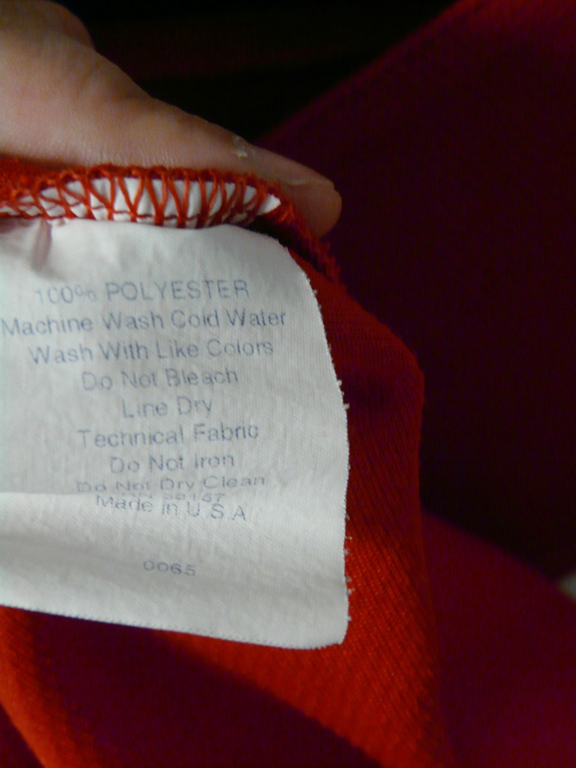 100% POLYESTER
Machine Wash Cold Water
Wash With Like Colors
Do Not Bleach
Line Dry
Technical Fabric
Do Not Iron
Do Not Dry Clean
Made in U.S.A
0065